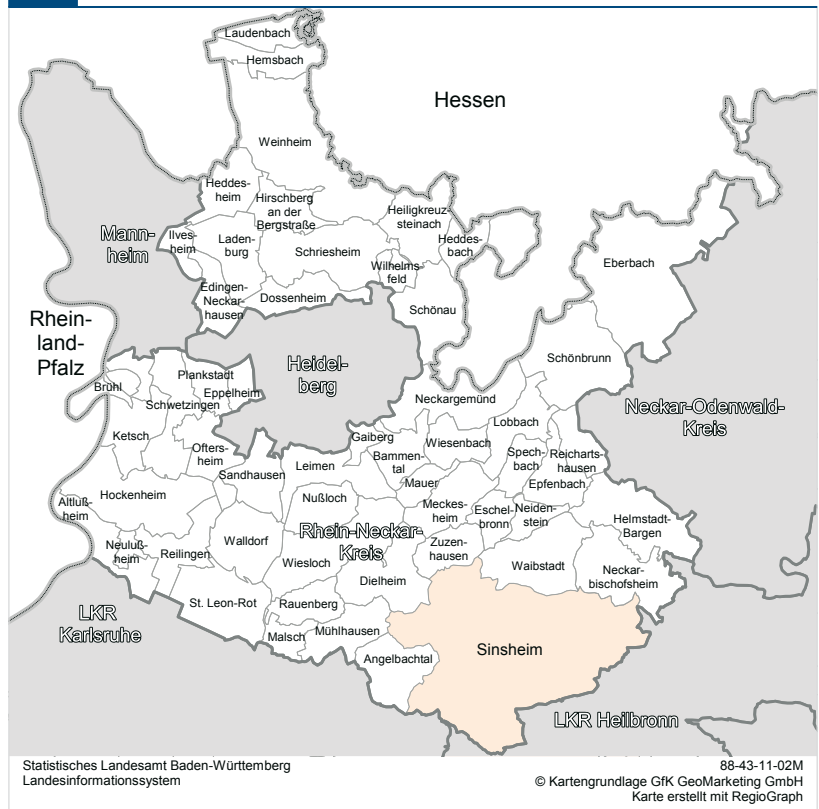 Laudenbach
Hemsbach
Hessen
Weinheim
Heddes-
heim
Hirschberg
an der
Bergstraße
Heiligkreuz-
steinach
Mann-
heim
Ilves-
heim
Laden-
burg
Schriesheim
Heddes-
bach
Wilhelms-
feld
Eberbach
Edingen-
Neckar-
hausen
Dossenheim
Schönau
Rhein-
land-
Pfalz
Heidel-
berg
Schönbrunn
Brühl
Plankstadt
Eppelheim
Schwetzingen
Neckargemünd
Neckar-Odenwald-
Kreis
Ketsch
Ofters-
heim
Sandhausen
Leimen
Gaiberg
Bammen-
tal
Wiesenbach
Lobbach
Spech-
bach
Reicharts-
hausen
Epfenbach
Mauer
Hockenheim
Altluß-
heim
Nußloch
Meckes-
heim
Eschel-
bronn
Neiden-
stein
Helmstadt-
Bargen
Neuluß-
heim
Reilingen
Walldorf
Rhein-Neckar-
Kreis
Wiesloch
Zuzen-
hausen
Waibstadt
Neckar-
bischofsheim
Dielheim
St. Leon-Rot
Rauenberg
LKR
Karlsruhe
Malsch
Mühlhausen
Angelbachtal
Sinsheim
LKR Heilbronn
Statistisches Landesamt Baden-Württemberg
Landesinformationssystem
88-43-11-02M
© Kartengrundlage GfK GeoMarketing GmbH
Karte erstellt mit RegioGraph